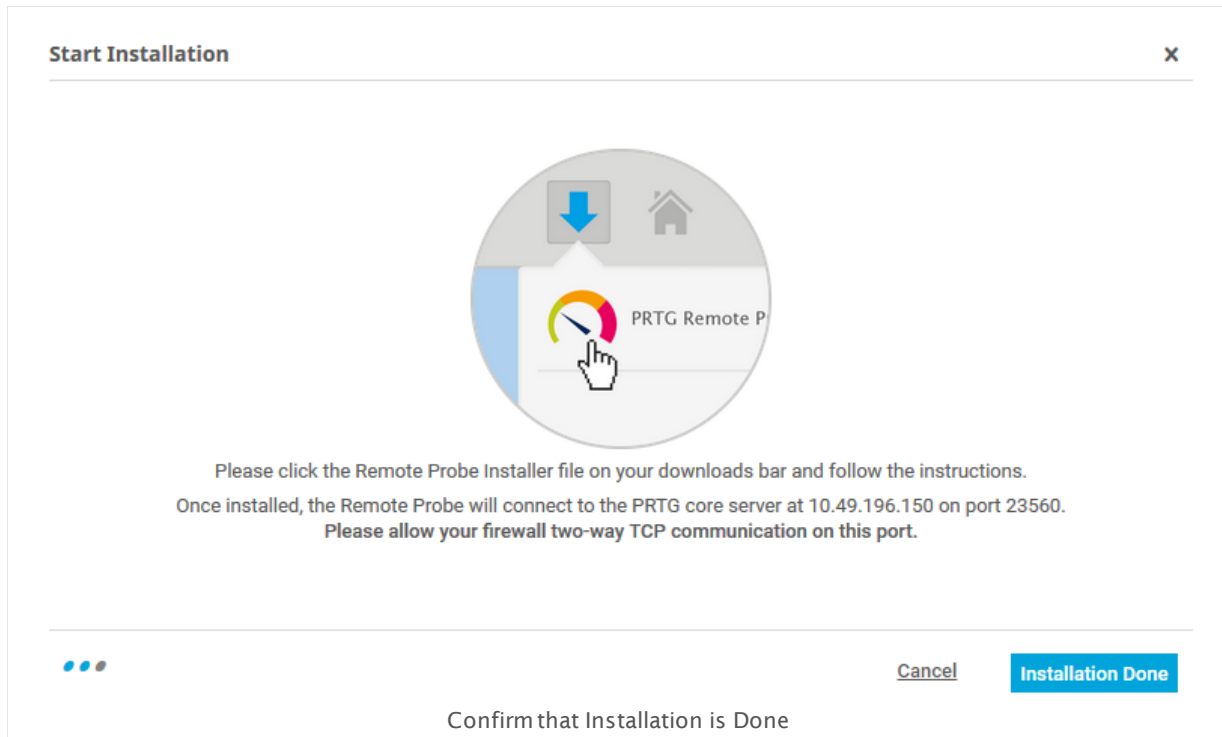 Start Installation
PRTG Remote P
Please click the Remote Probe Installer file on your downloads bar and follow the instructions.
Once installed, the Remote Probe will connect to the PRTG core server at 10.49.196.150 on port 23560.
Please allow your firewall two-way TCP communication on this port.
Cancel
Installation Done
Confirm that Installation is Done